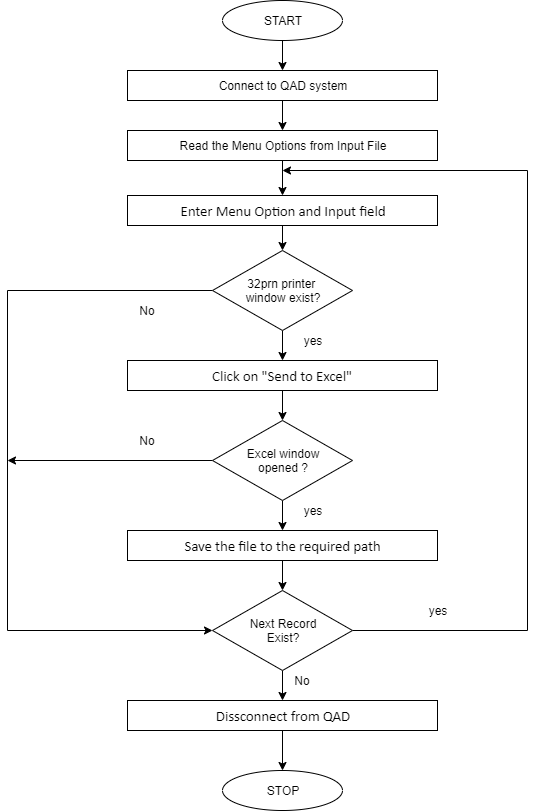 START
Connect to QAD system
Read the Menu Options from Input File
Enter Menu Option and Input field
32prn printer
window exist?
No
yes
Click on "Send to Excel"
No
Excel window
opened ?
yes
Save the file to the required path
Next Record
Exist?
yes
No
Dissconnect from QAD
STOP